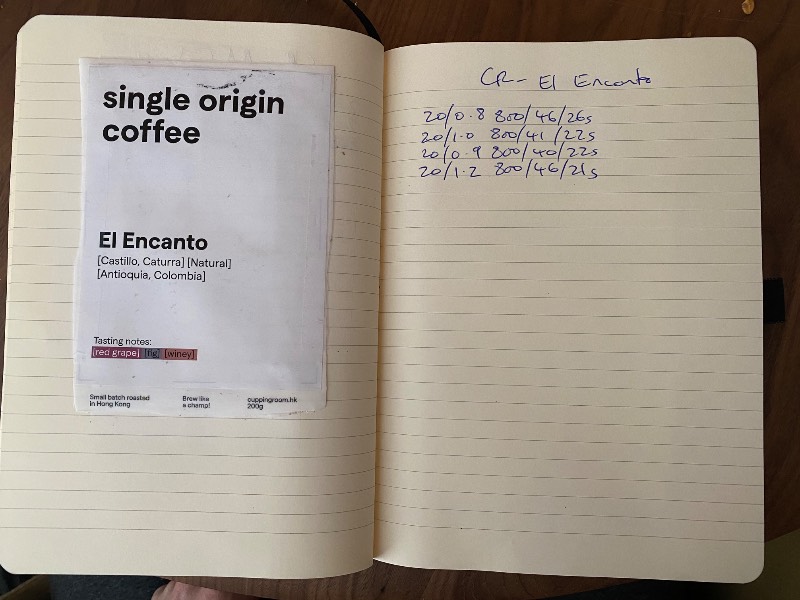 single origin
coffee
El Encanto
[Castillo, Caturra] [Natural]
[Antioquia, Colombia]
Tasting notes:
[red grape] [fig] [winey]
Small batch roasted
in Hong Kong
Brew like
a champ!
cuppingroom.hk
200g
CR- El Encanto
20/0.8 800/46/26s
20/1.0 800/41/22s
20/0.9 800/40/22s
20/1.2 800/46/21s